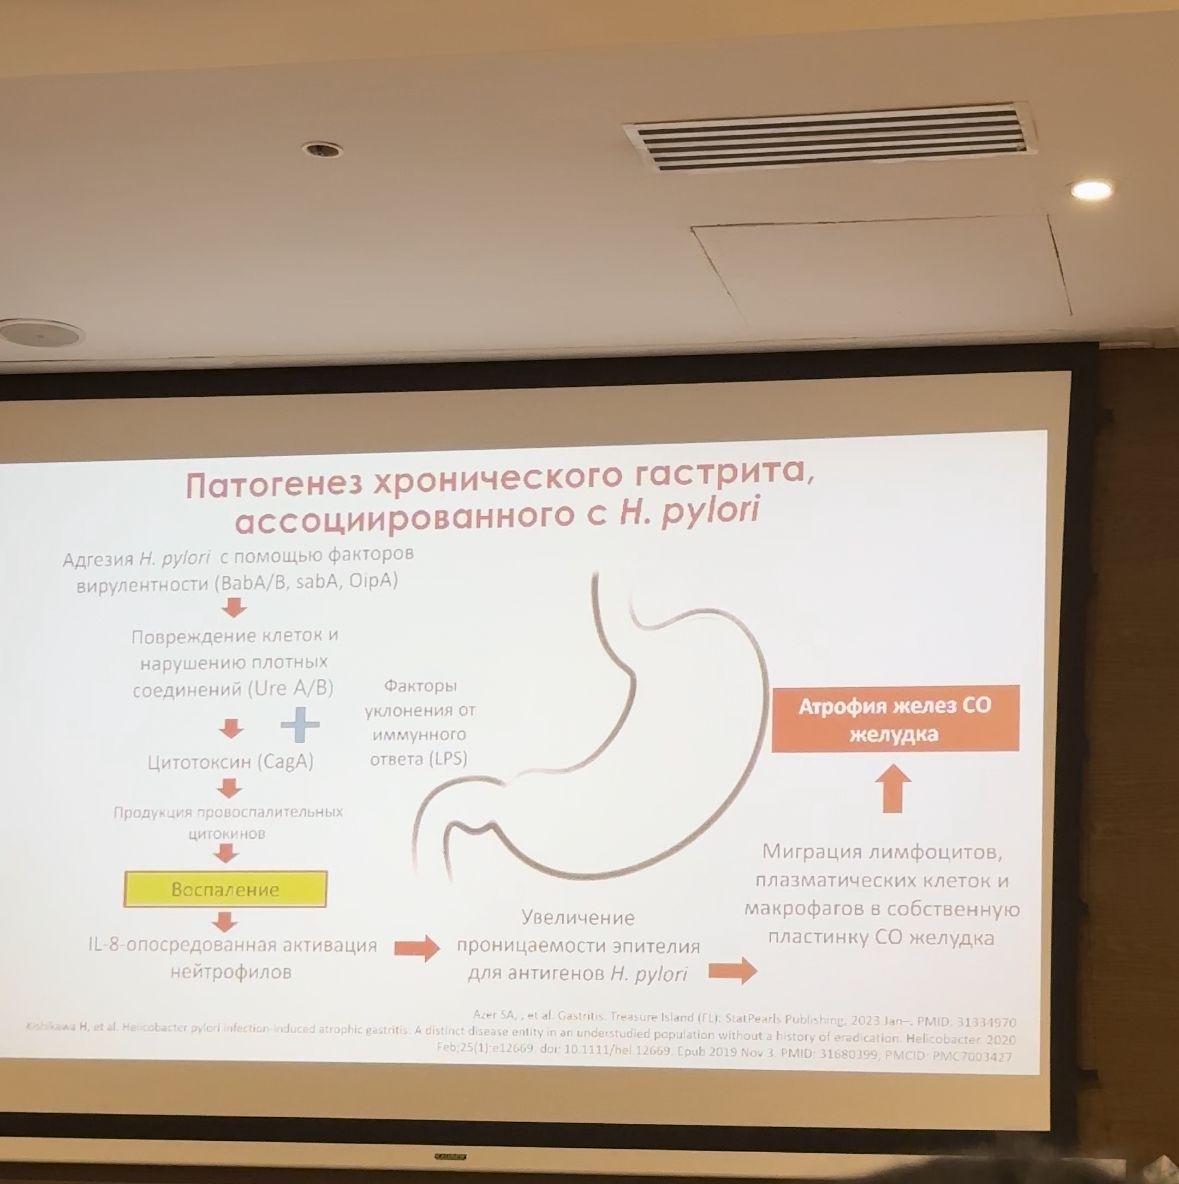 Патогенез хронического гастрита,
ассоциированного с H. pylori
Адгезия H. pylori с помощью факторов
вирулентности (BabA/B, sabA, OipA)
Повреждение клеток и
нарушению плотных
соединений (Ure A/B)
Факторы
уклонения от
иммунного
ответа (LPS)
Цитотоксин (CagA)
Продукция провоспалительных
цитокинов
Воспаление
IL-8-опосредованная активация
нейтрофилов
Увеличение
проницаемости эпителия
для антигенов H. pylori
Миграция лимфоцитов,
плазматических клеток и
макрофагов в собственную
пластинку СО желудка
Атрофия желез СО
желудка
Azer SA, , et al. Gastritis. Treasure Island (FL): StatPearls Publishing, 2023 Jan–. PMID: 31334970
Kishikawa H, et al. Helicobacter pylori infection-induced atrophic gastritis. A distinct disease entity in an understudied population without a history of eradication. Helicobacter. 2020
Feb;25(1):e12669. doi: 10.1111/hel.12669. Epub 2019 Nov 3. PMID: 31680399; PMCID: PMC7003427